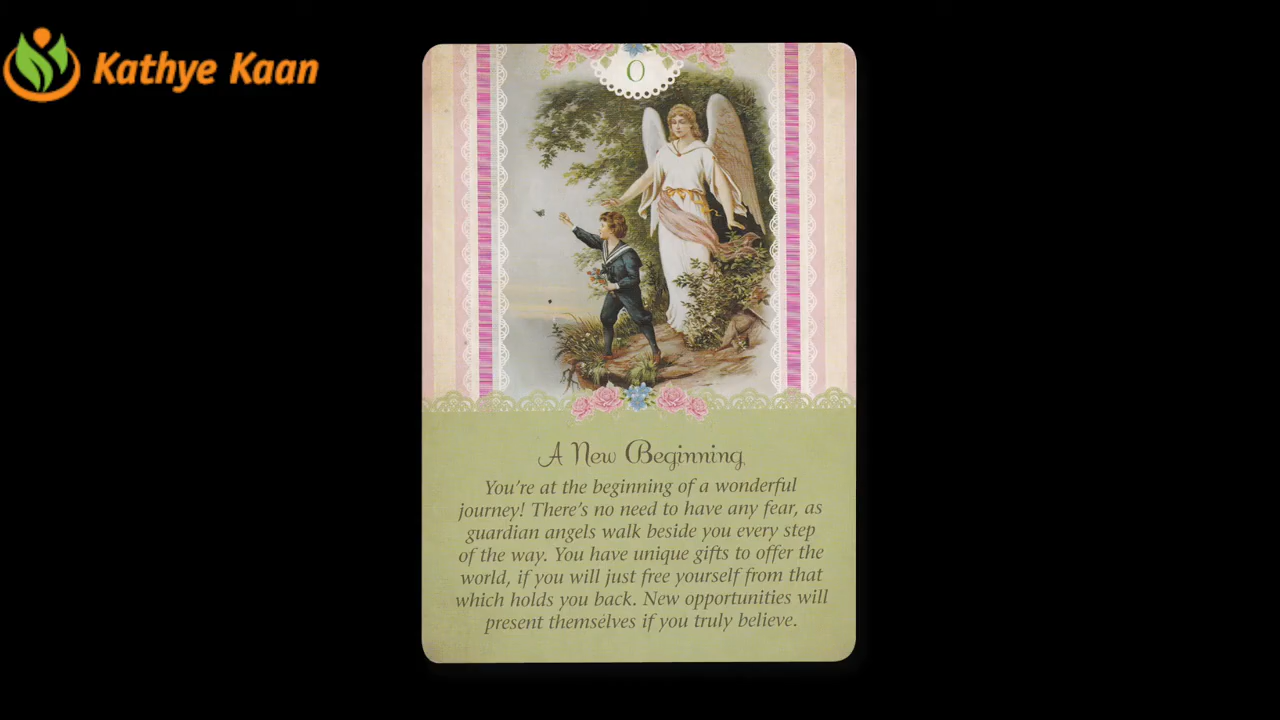 Kathye Kaan
0
A New Beginning
You're at the beginning of a wonderful
journey! There's no need to have any fear, as
guardian angels walk beside you every step
of the way. You have unique gifts to offer the
world, if you will just free yourself from that
which holds you back. New opportunities will
present themselves if you truly believe.